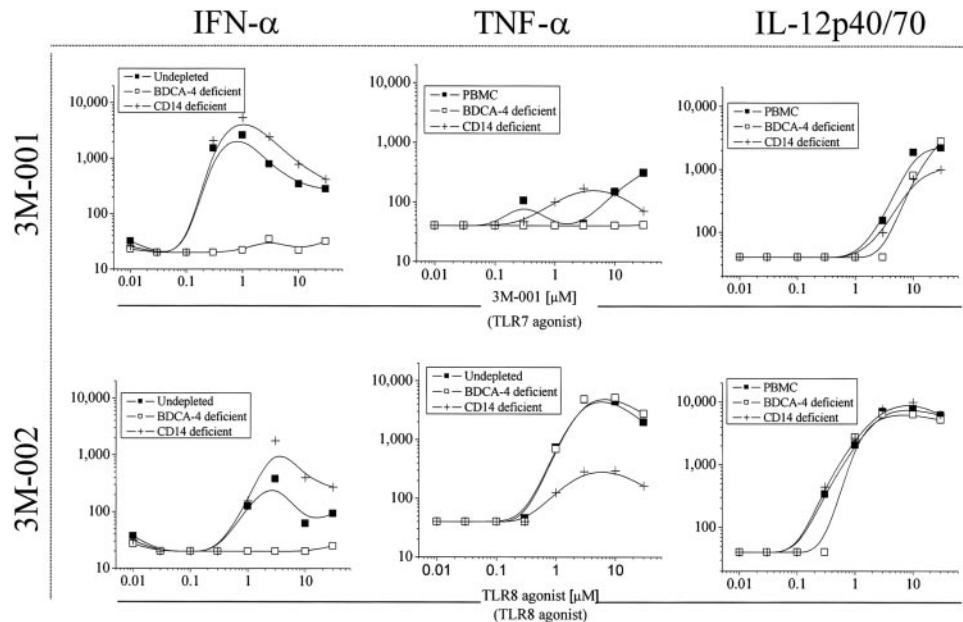 IFN-α TNF-α IL-12p40/70
3M-001
Undepleted
BDCA-4 deficient
CD14 deficient
10,000
1,000
100
10
0.01 0.1 1 10
PBMC
BDCA-4 deficient
CD14 deficient
10,000
1,000
100
10
0.01 0.1 1 10
3M-001 [µM]
(TLR7 agonist)
PBMC
BDCA-4 deficient
CD14 deficient
10,000
1,000
100
0.01 0.1 1 10
3M-002
Undepleted
BDCA-4 deficient
CD14 deficient
10,000
1,000
100
10
0.01 0.1 1 10
Undepleted
BDCA-4 deficient
CD14 deficient
10,000
1,000
100
10
0.01 0.1 1 10
TLR8 agonist [µM]
(TLR8 agonist)
PBMC
BDCA-4 deficient
CD14 deficient
10,000
1,000
100
0.01 0.1 1 10